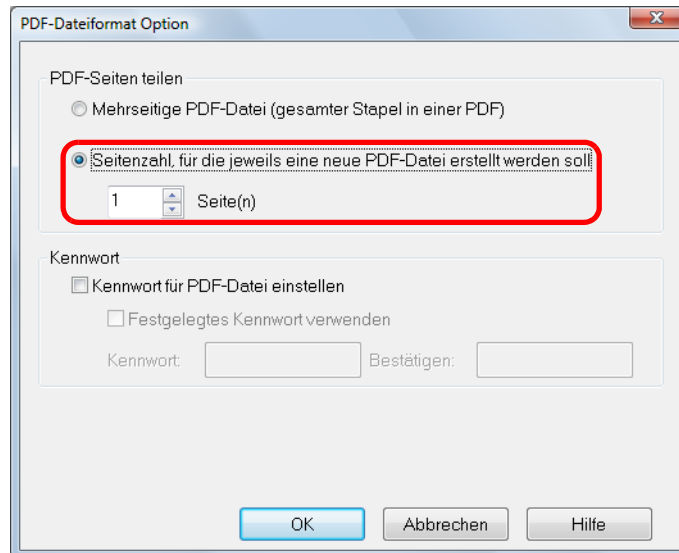 PDF-Dateiformat Option
PDF-Seiten teilen
Mehrseitige PDF-Datei (gesamter Stapel in einer PDF)
Seitenzahl, für die jeweils eine neue PDF-Datei erstellt werden soll
1 Seite(n)
Kennwort
Kennwort für PDF-Datei einstellen
Festgelegtes Kennwort verwenden
Kennwort: Bestätigen:
OK Abbrechen Hilfe